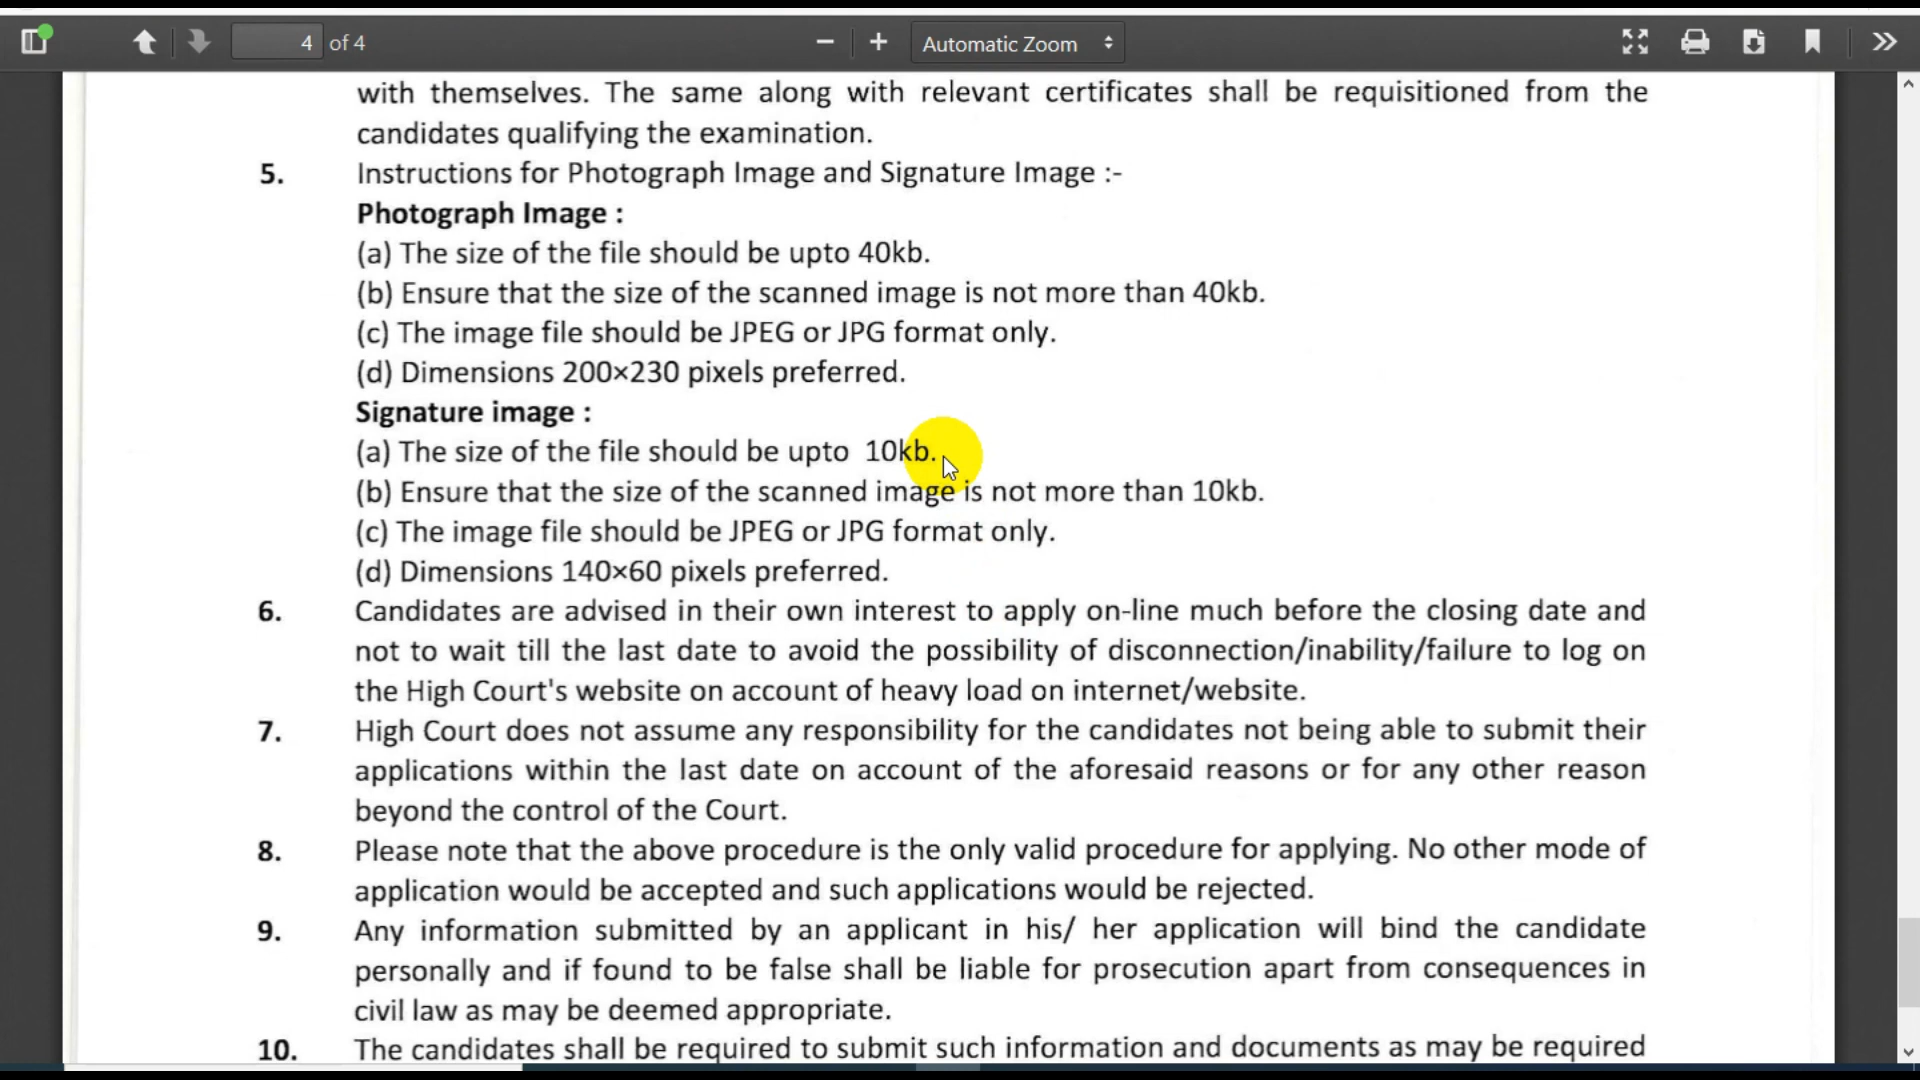 4 of 4
Automatic Zoom
with themselves. The same along with relevant certificates shall be requisitioned from the
candidates qualifying the examination.
5. Instructions for Photograph Image and Signature Image :-
Photograph Image :
(a) The size of the file should be upto 40kb.
(b) Ensure that the size of the scanned image is not more than 40kb.
(c) The image file should be JPEG or JPG format only.
(d) Dimensions 200×230 pixels preferred.
Signature image :
(a) The size of the file should be upto 10kb.
(b) Ensure that the size of the scanned image is not more than 10kb.
(c) The image file should be JPEG or JPG format only.
(d) Dimensions 140×60 pixels preferred.
6. Candidates are advised in their own interest to apply on-line much before the closing date and
not to wait till the last date to avoid the possibility of disconnection/inability/failure to log on
the High Court's website on account of heavy load on internet/website.
7. High Court does not assume any responsibility for the candidates not being able to submit their
applications within the last date on account of the aforesaid reasons or for any other reason
beyond the control of the Court.
8. Please note that the above procedure is the only valid procedure for applying. No other mode of
application would be accepted and such applications would be rejected.
9. Any information submitted by an applicant in his/ her application will bind the candidate
personally and if found to be false shall be liable for prosecution apart from consequences in
civil law as may be deemed appropriate.
10. The candidates shall be required to submit such information and documents as may be required